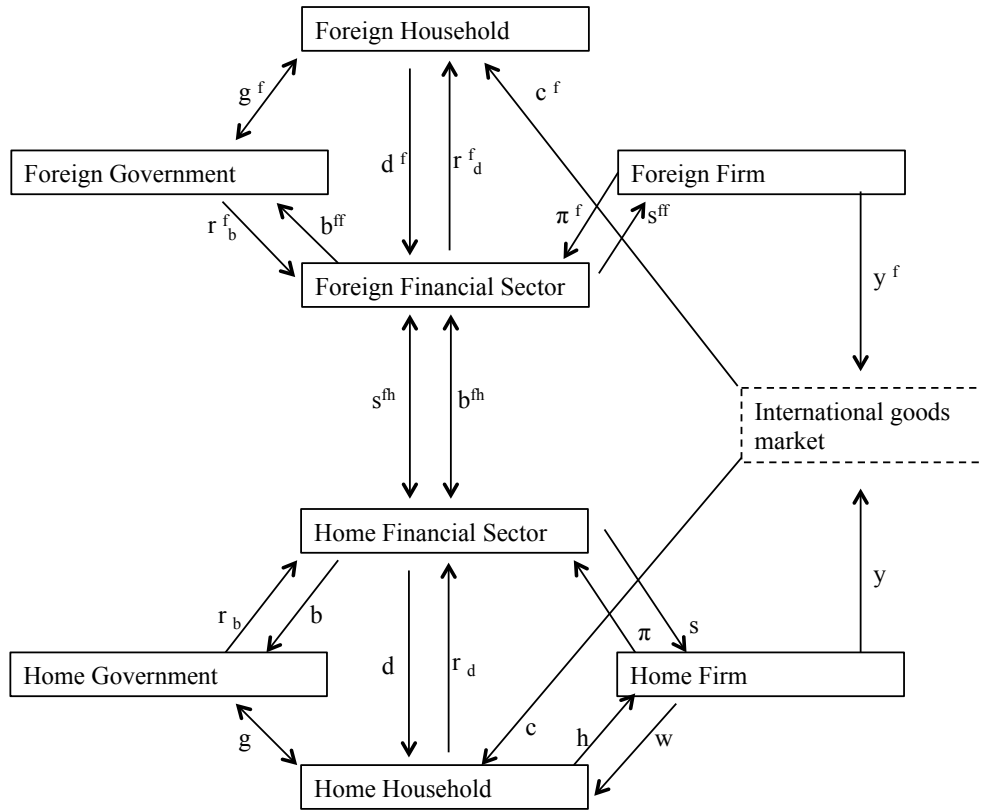 Foreign Household
g f
c f
Foreign Government
d f
r f d
Foreign Firm
r f b
b ff
π f
s ff
Foreign Financial Sector
y f
s fh
b fh
International goods
market
Home Financial Sector
r b
b
y
d
r d
π
s
Home Government
Home Firm
g
c
h
w
Home Household